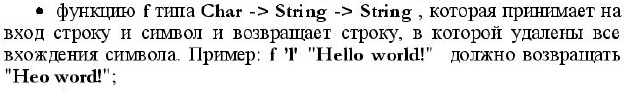 • функцию f типа Char -> String -> String , которая принимает на
вход строку и символ и возвращает строку, в которой удалены все
вхождения символа. Пример: f 'l' "Hello world!" должно возвращать
"Heo word!";